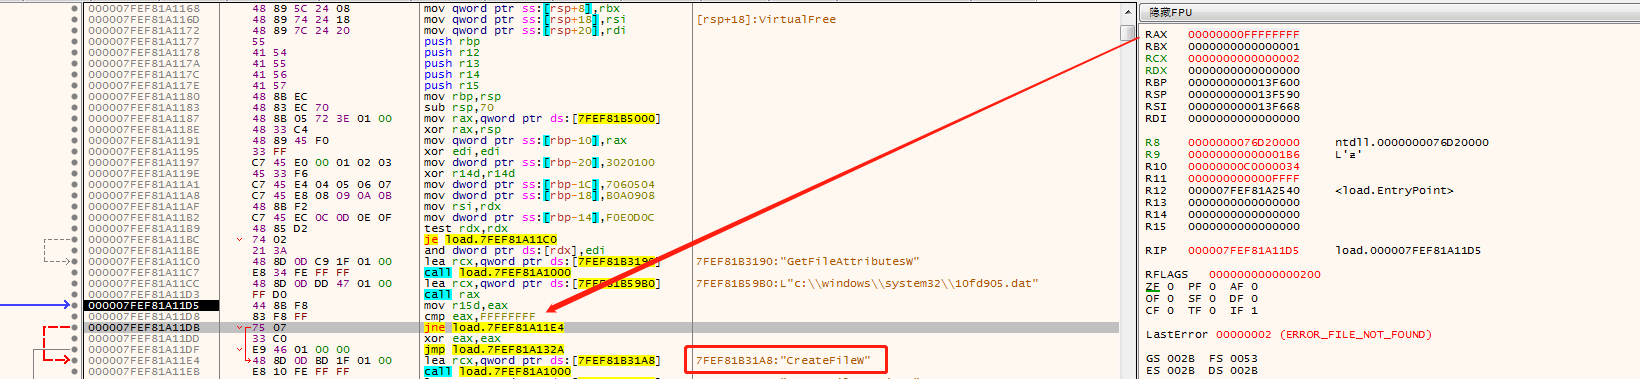 000007FEF81A1168 48 89 5C 24 08 mov qword ptr ss:[rsp+8],rbx
000007FEF81A116D 48 89 74 24 18 mov qword ptr ss:[rsp+18],rsi [rsp+18]:VirtualFree
000007FEF81A1172 48 89 7C 24 20 mov qword ptr ss:[rsp+20],rdi
000007FEF81A1177 55 push rbp
000007FEF81A1178 41 54 push r12
000007FEF81A117A 41 55 push r13
000007FEF81A117C 41 56 push r14
000007FEF81A117E 41 57 push r15
000007FEF81A1180 48 8B EC mov rbp,rsp
000007FEF81A1183 48 83 EC 70 sub rsp,70
000007FEF81A1187 48 8B 05 72 3E 01 00 mov rax,qword ptr ds:[7FEF81B5000]
000007FEF81A118E 48 33 C4 xor rax,rsp
000007FEF81A1191 48 89 45 F0 mov qword ptr ss:[rbp-10],rax
000007FEF81A1195 33 FF xor edi,edi
000007FEF81A1197 C7 45 E0 00 01 02 03 mov dword ptr ss:[rbp-20],3020100
000007FEF81A119E 45 33 F6 xor r14d,r14d
000007FEF81A11A1 C7 45 E4 04 05 06 07 mov dword ptr ss:[rbp-1C],7060504
000007FEF81A11A8 C7 45 E8 08 09 0A 0B mov dword ptr ss:[rbp-18],B0A0908
000007FEF81A11AF 48 8B F2 mov rsi,rdx
000007FEF81A11B2 C7 45 EC 0C 0D 0E 0F mov dword ptr ss:[rbp-14],F0E0D0C
000007FEF81A11B9 48 85 D2 test rdx,rdx
000007FEF81A11BC 74 02 je load.7FEF81A11C0
000007FEF81A11BE 21 3A and dword ptr ds:[rdx],edi
000007FEF81A11C0 48 8D 0D C9 1F 01 00 lea rcx,qword ptr ds:[7FEF81B3190] 7FEF81B3190:"GetFileAttributesW"
000007FEF81A11C7 E8 34 FE FF FF call load.7FEF81A1000
000007FEF81A11CC 48 8D 0D DD 47 01 00 lea rcx,qword ptr ds:[7FEF81B59B0] 7FEF81B59B0:L"c:\\windows\\system32\\10fd905.dat"
000007FEF81A11D3 FF D0 call rax
000007FEF81A11D5 44 8B F8 mov r15d,eax
000007FEF81A11D8 83 F8 FF cmp eax,FFFFFFFF
000007FEF81A11DB 75 07 jne load.7FEF81A11E4
000007FEF81A11DD 33 C0 xor eax,eax
000007FEF81A11DF E9 46 01 00 00 jmp load.7FEF81A132A
000007FEF81A11E4 48 8D 0D BD 1F 01 00 lea rcx,qword ptr ds:[7FEF81B31A8] 7FEF81B31A8:"CreateFileW"
000007FEF81A11EB E8 10 FE FF FF call load.7FEF81A1000
隐藏FPU
RAX 00000000FFFFFFFF
RBX 0000000000000001
RCX 0000000000000002
RDX 0000000000000000
RBP 000000000013F600
RSP 000000000013F590
RSI 000000000013F668
RDI 0000000000000000
R8 0000000076D20000 ntdll.0000000076D20000
R9 00000000000001B6 L'ƶ'
R10 00000000C0000034
R11 000000000000FFFF
R12 000007FEF81A2540 <load.EntryPoint>
R13 0000000000000000
R14 0000000000000000
R15 0000000000000000
RIP 000007FEF81A11D5 load.000007FEF81A11D5
RFLAGS 0000000000000200
ZF 0 PF 0 AF 0
OF 0 SF 0 DF 0
CF 0 TF 0 IF 1
LastError 00000002 (ERROR_FILE_NOT_FOUND)
GS 002B FS 0053
ES 002B DS 002B